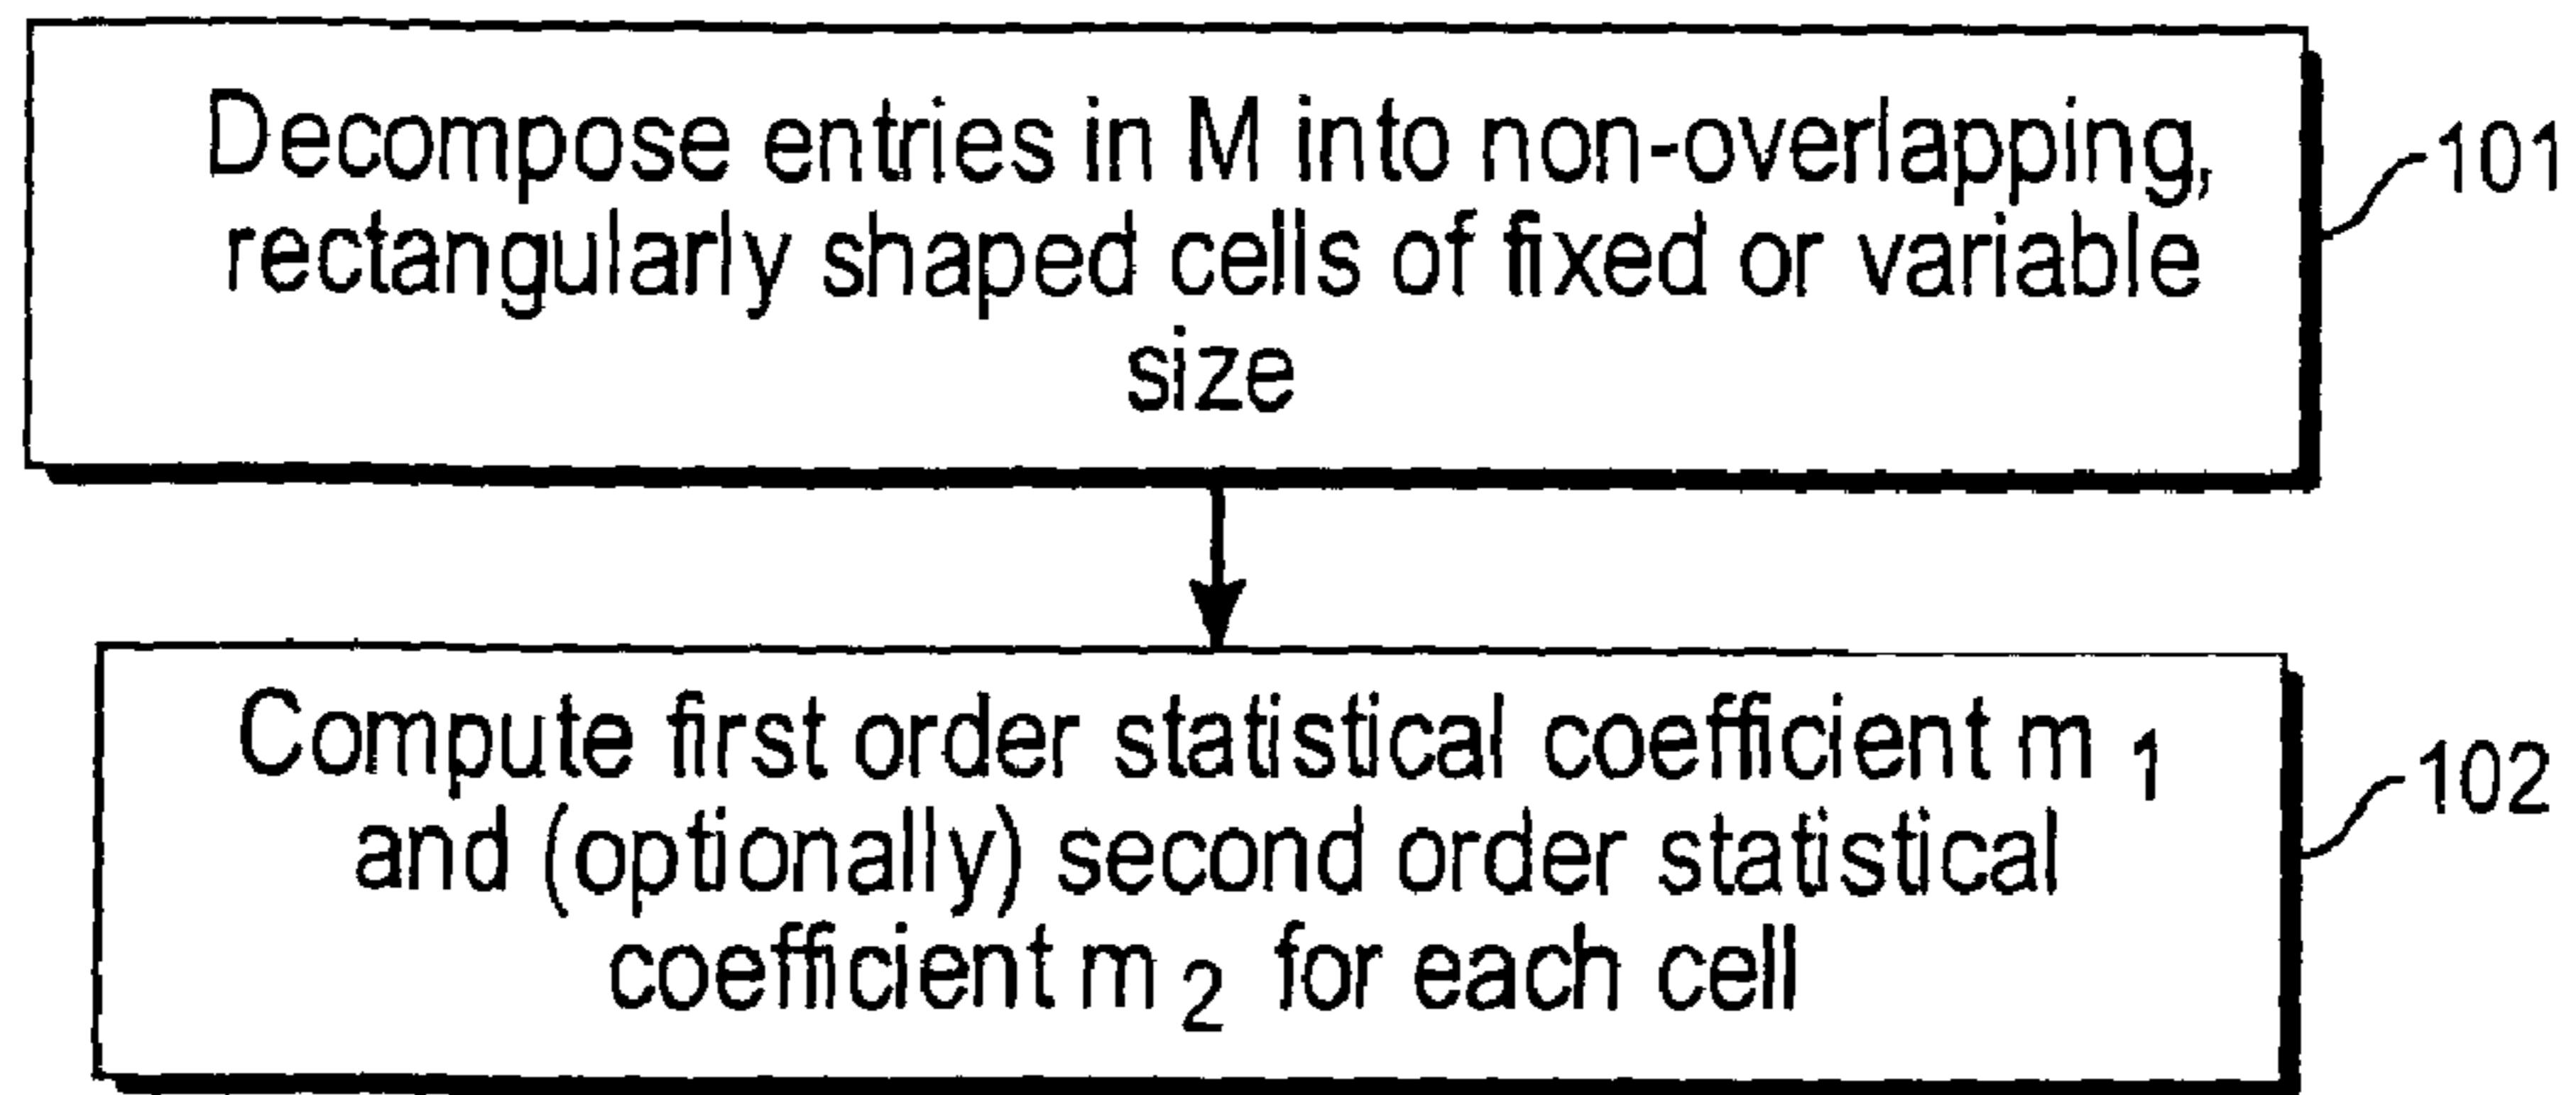 Decompose entries in M into non-overlapping,
rectangularly shaped cells of fixed or variable
size
101
Compute first order statistical coefficient m 1
and (optionally) second order statistical
coefficient m 2 for each cell
102